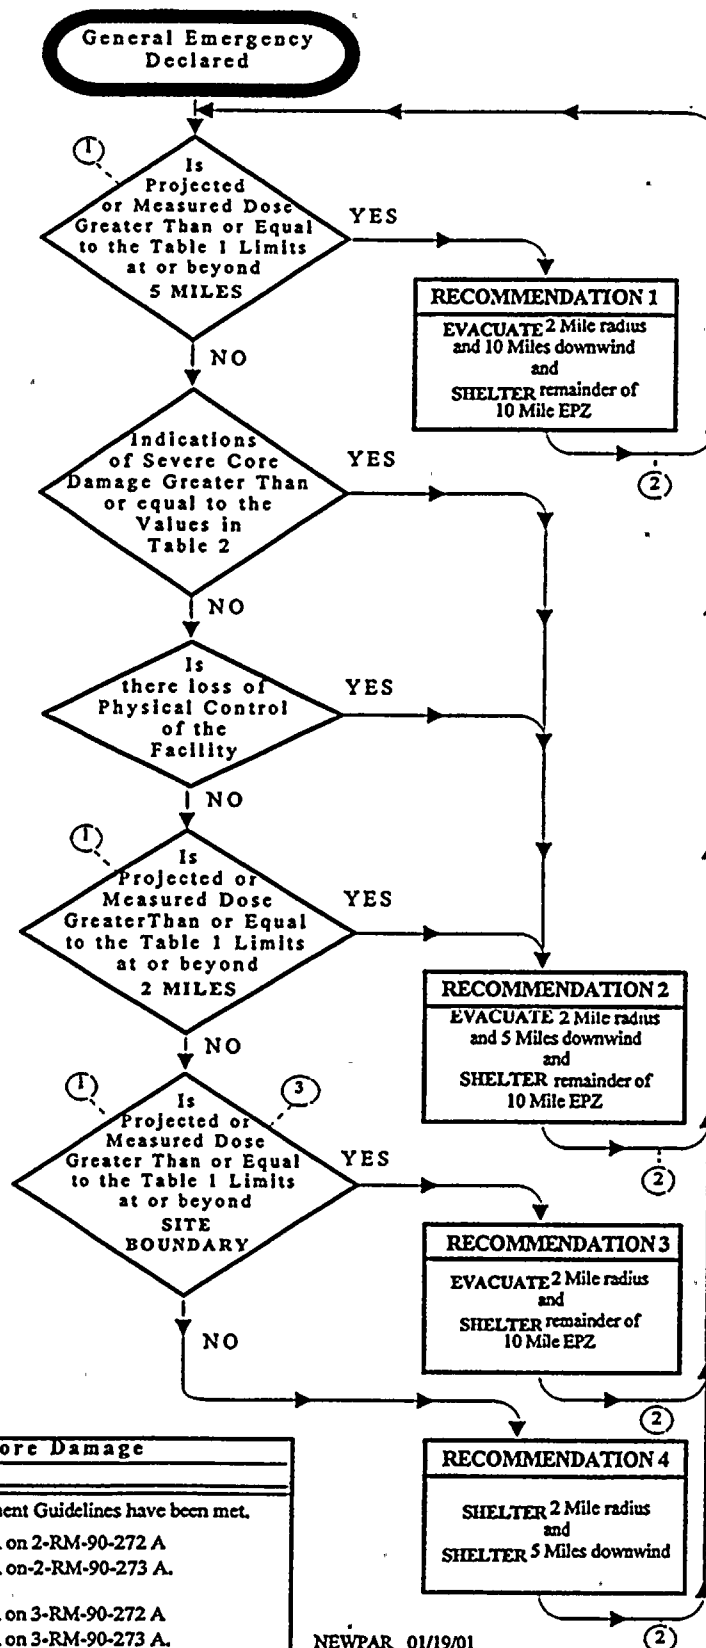 General Emergency
Declared
1
Is
Projected
or Measured Dose
Greater Than or Equal
to the Table 1 Limits
at or beyond
5 MILES
YES
NO
RECOMMENDATION 1
EVACUATE 2 Mile radius
and 10 Miles downwind
and
SHELTER remainder of
10 Mile EPZ
2
Indications
of Severe Core
Damage Greater Than
or equal to the
Values in
Table 2
YES
NO
Is
there loss of
Physical Control
of the
Facility
YES
NO
1
Is
Projected or
Measured Dose
GreaterThan or Equal
to the Table 1 Limits
at or beyond
2 MILES
YES
NO
RECOMMENDATION 2
EVACUATE 2 Mile radius
and 5 Miles downwind
and
SHELTER remainder of
10 Mile EPZ
2
1
3
Is
Projected or
Measured Dose
Greater Than or Equal
to the Table 1 Limits
at or beyond
SITE
BOUNDARY
YES
NO
RECOMMENDATION 3
EVACUATE 2 Mile radius
and
SHELTER remainder of
10 Mile EPZ
2
RECOMMENDATION 4
SHELTER 2 Mile radius
and
SHELTER 5 Miles downwind
2
ore Damage
nent Guidelines have been met.
on 2-RM-90-272 A
on-2-RM-90-273 A.
on 3-RM-90-272 A
on 3-RM-90-273 A.
NEWPAR 01/19/01